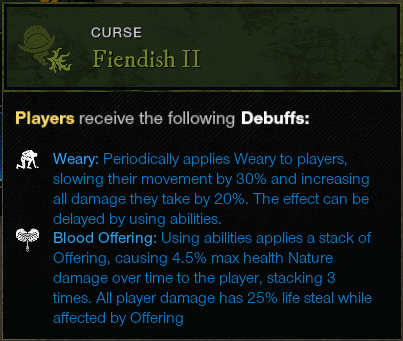 CURSE
Fiendish II
Players receive the following Debuffs:
Weary: Periodically applies Weary to players,
slowing their movement by 30% and increasing
all damage they take by 20%. The effect can be
delayed by using abilities.
Blood Offering: Using abilities applies a stack of
Offering, causing 4.5% max health Nature
damage over time to the player, stacking 3
times. All player damage has 25% life steal while
affected by Offering